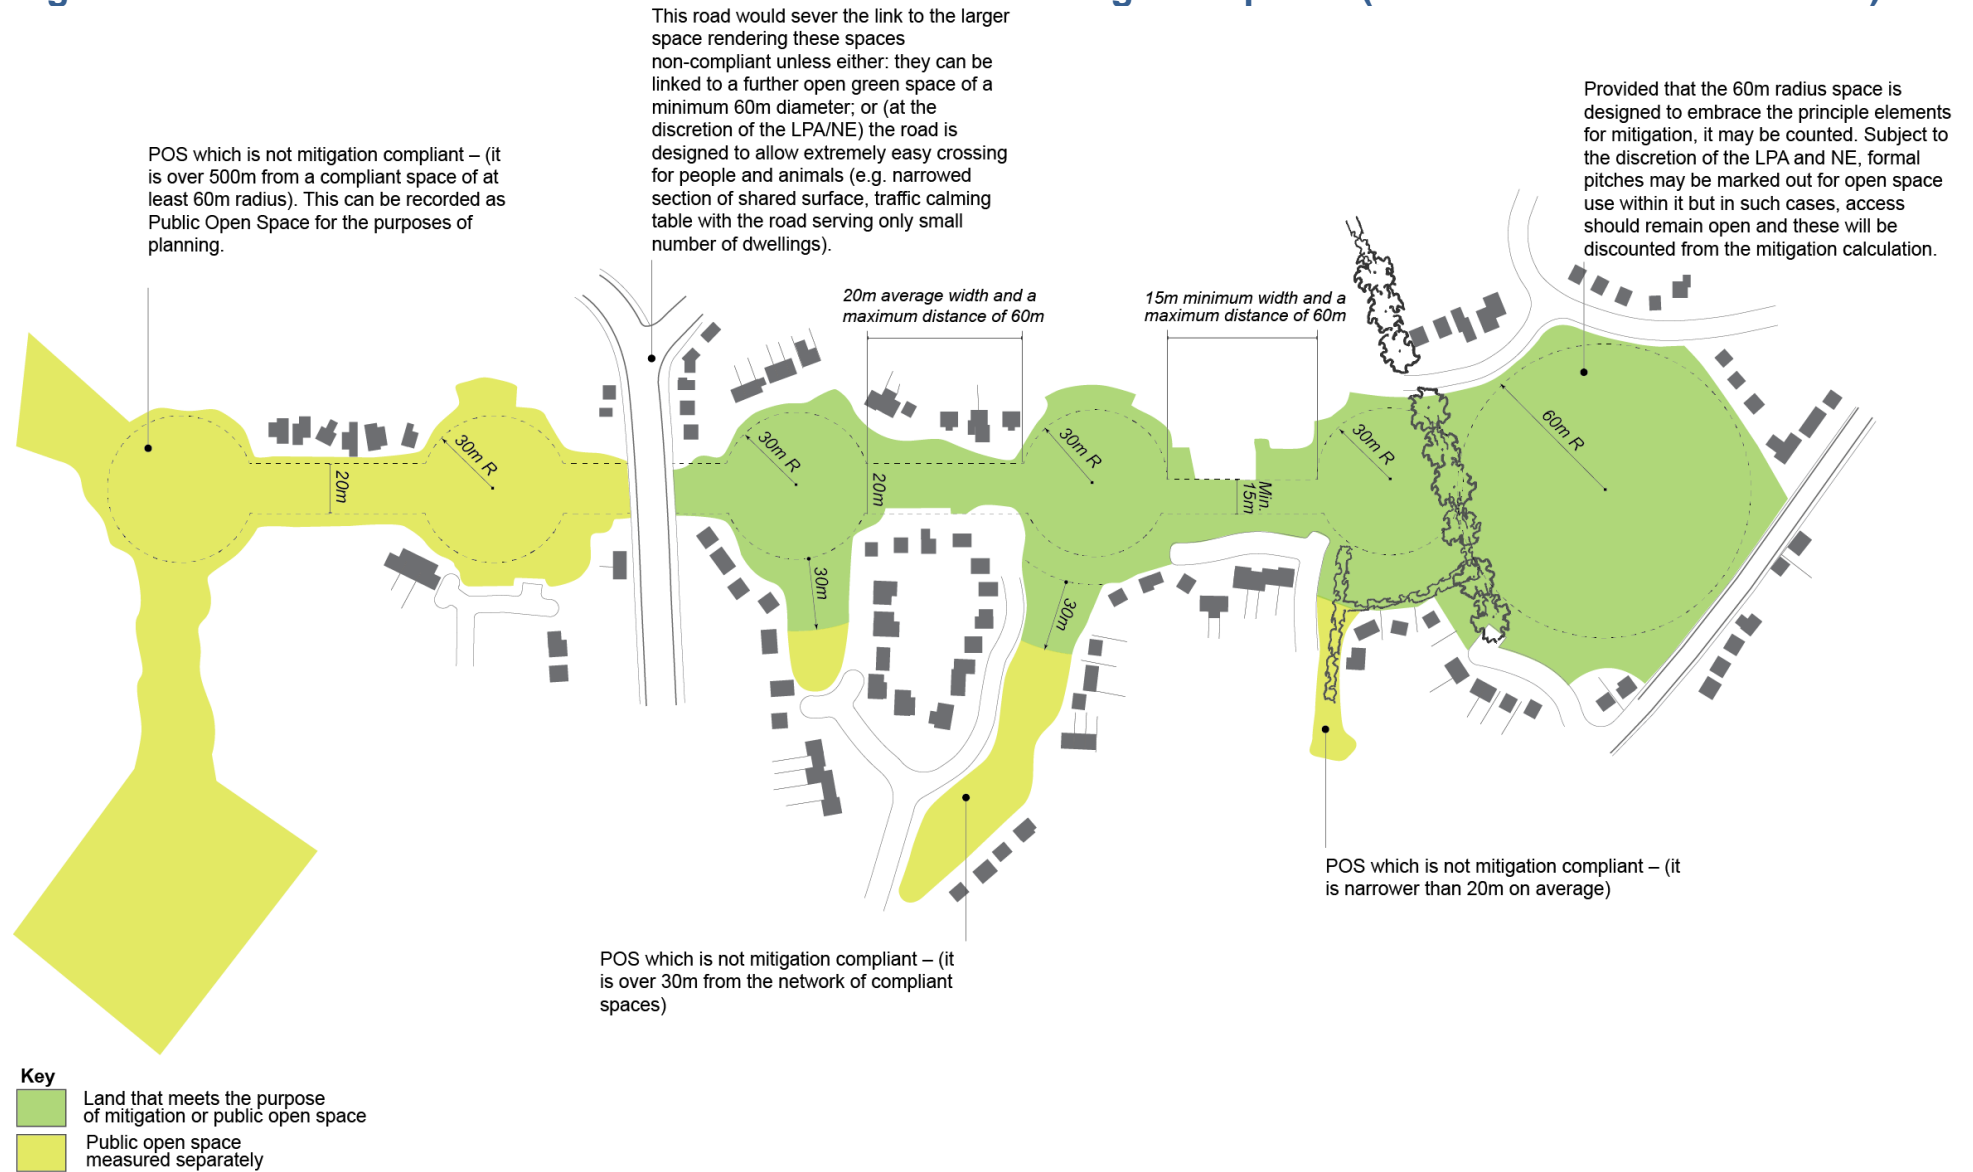 This road would sever the link to the larger
space rendering these spaces
non-compliant unless either: they can be
linked to a further open green space of a
minimum 60m diameter; or (at the
discretion of the LPA/NE) the road is
designed to allow extremely easy crossing
for people and animals (e.g. narrowed
section of shared surface, traffic calming
table with the road serving only small
number of dwellings).
Provided that the 60m radius space is
designed to embrace the principle elements
for mitigation, it may be counted. Subject to
the discretion of the LPA and NE, formal
pitches may be marked out for open space
use within it but in such cases, access
should remain open and these will be
discounted from the mitigation calculation.
POS which is not mitigation compliant – (it
is over 500m from a compliant space of at
least 60m radius). This can be recorded as
Public Open Space for the purposes of
planning.
20m average width and a
maximum distance of 60m
15m minimum width and a
maximum distance of 60m
30m R
20m
30m R
20m
30m R
Min.
15m
30m R
60m R
30m
30m
POS which is not mitigation compliant – (it
is narrower than 20m on average)
POS which is not mitigation compliant – (it
is over 30m from the network of compliant
spaces)
Key
Land that meets the purpose
of mitigation or public open space
Public open space
measured separately